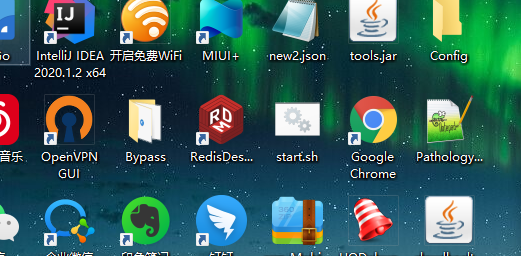 Go
IntelliJ IDEA
2020.1.2 x64
开启免费WiFi
MIUI+
new2.json
tools.jar
Config
音乐
OpenVPN
GUI
Bypass
RedisDes...
start.sh
Google
Chrome
Pathology...